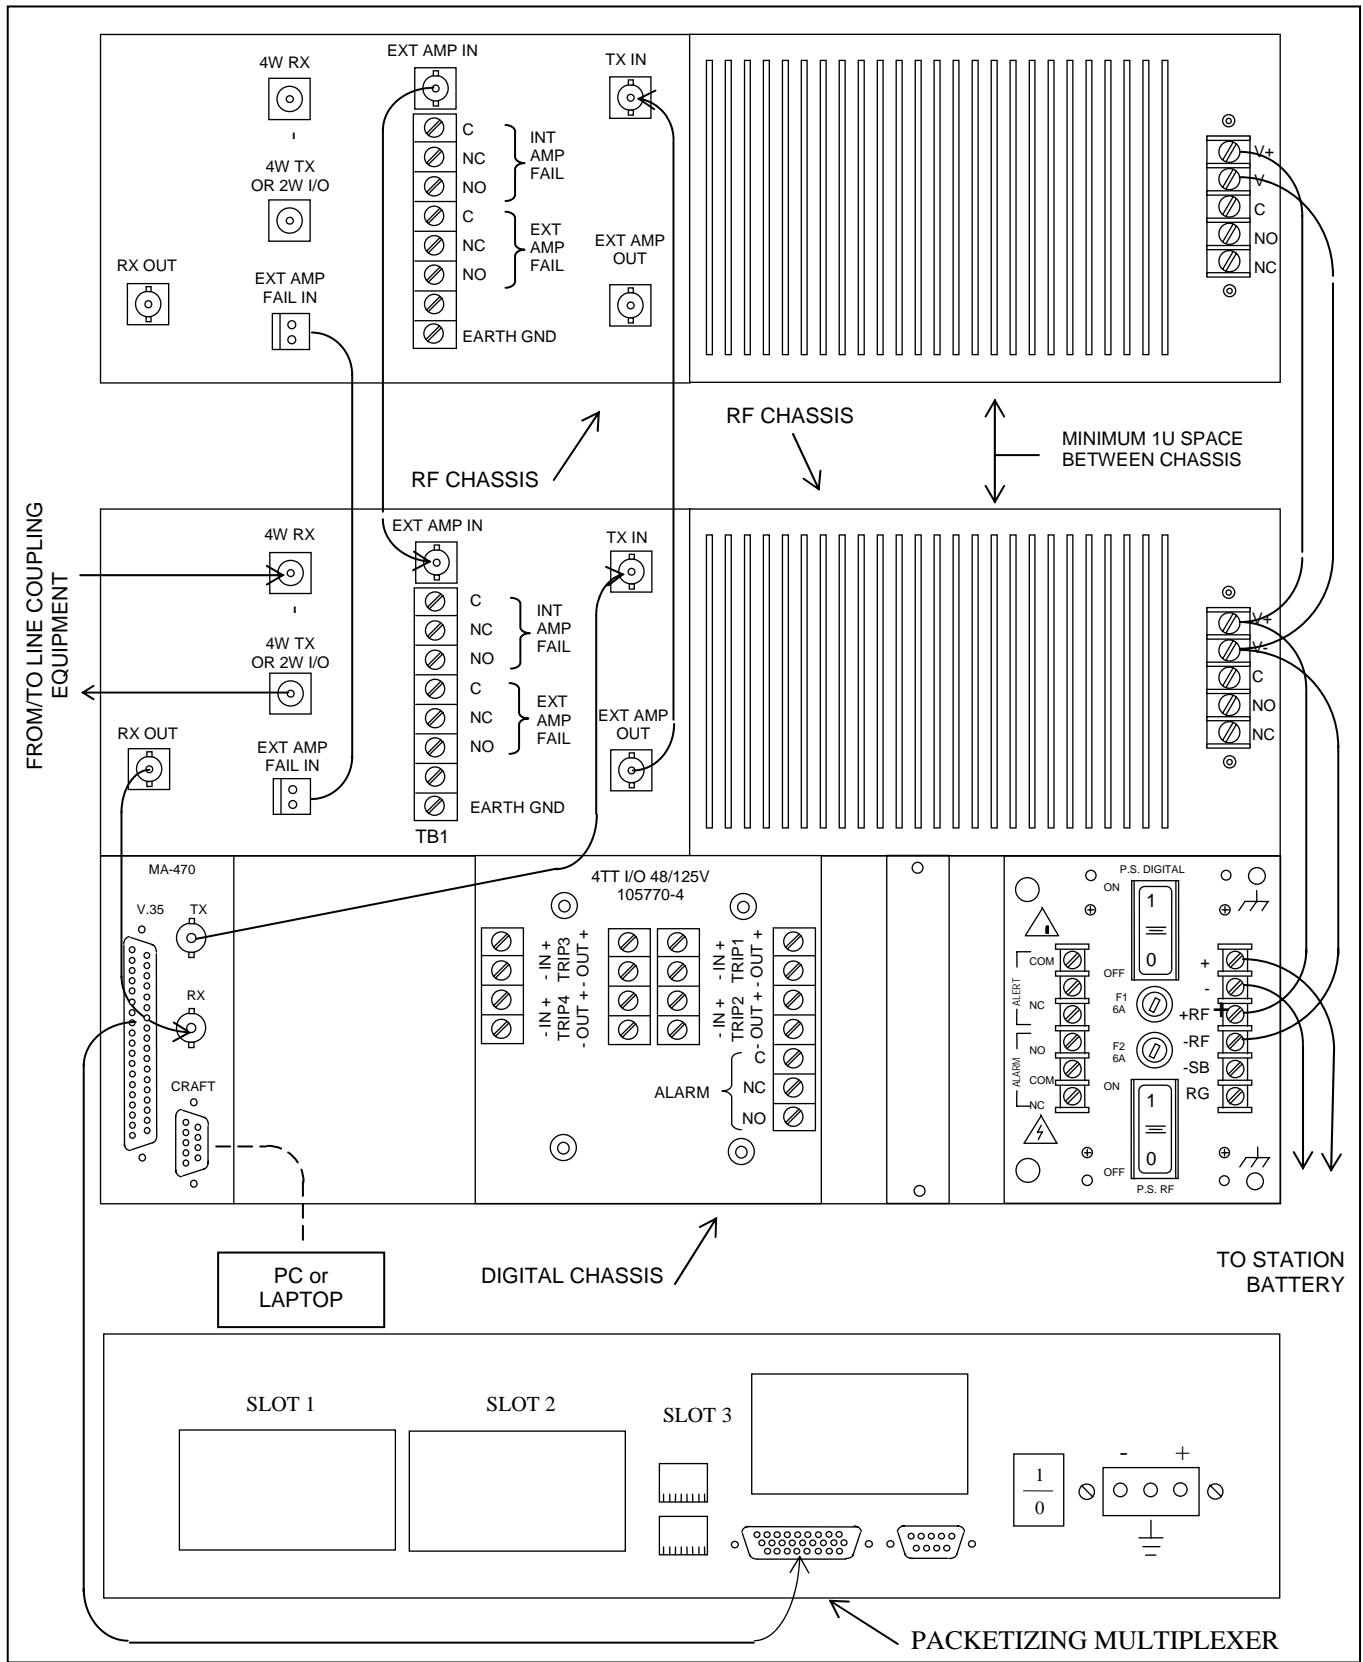 EXT AMP IN
4W RX
TX IN
C
NC
NO
INT
AMP
FAIL
4W TX
OR 2W I/O
C
NC
NO
EXT
AMP
FAIL
EXT AMP
OUT
RX OUT
EXT AMP
FAIL IN
EARTH GND
V+
V
C
NO
NC
RF CHASSIS
RF CHASSIS
MINIMUM 1U SPACE
BETWEEN CHASSIS
FROM/TO LINE COUPLING
EQUIPMENT
4W RX
EXT AMP IN
TX IN
C
NC
NO
INT
AMP
FAIL
4W TX
OR 2W I/O
C
NC
NO
EXT
AMP
FAIL
EXT AMP
OUT
RX OUT
EXT AMP
FAIL IN
EARTH GND
TB1
V+
V-
C
NO
NC
MA-470
V.35
TX
RX
CRAFT
4TT I/O 48/125V
105770-4
- IN +
TRIP3
- OUT +
- IN +
TRIP4
- OUT +
- IN +
TRIP1
- OUT +
- IN +
TRIP2
- OUT +
ALARM
C
NC
NO
P.S. DIGITAL
ON
1
0
OFF
COM
ALERT
NC
F1
6A
NO
F2
6A
ALARM
COM
NC
ON
1
0
OFF
P.S. RF
+
-
+RF
+
-RF
-SB
RG
PC or
LAPTOP
DIGITAL CHASSIS
TO STATION
BATTERY
SLOT 1
SLOT 2
SLOT 3
1
0
- +
PACKETIZING MULTIPLEXER